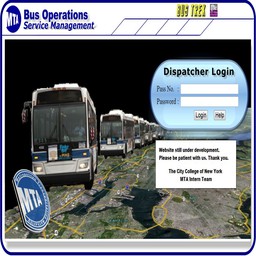 MTA
Bus Operations
Service Management
BUS TREK
Dispatcher Login
Pass No. :
Password :
Login Help
Website still under development.
Please be patient with us. Thank you.
The City College of New York
MTA Intern Team
MTA